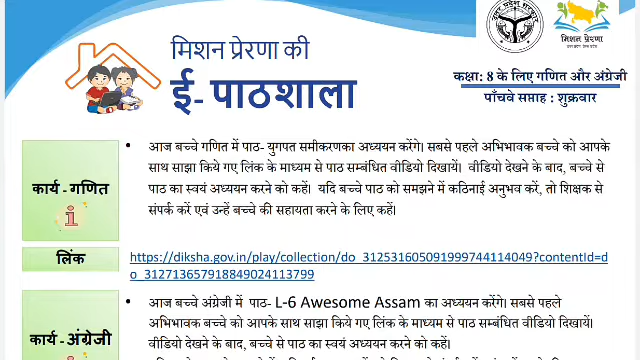 मिशन प्रेरणा
मिशन प्रेरणा की
ई- पाठशाला
कक्षा: 8 के लिए गणित और अंग्रेजी
पाँचवे सप्ताह : शुक्रवार
कार्य - गणित
• आज बच्चे गणित में पाठ- युगपत समीकरणका अध्ययन करेंगे। सबसे पहले अभिभावक बच्चे को आपके
साथ साझा किये गए लिंक के माध्यम से पाठ सम्बंधित वीडियो दिखायें। वीडियो देखने के बाद, बच्चे से
पाठ का स्वयं अध्ययन करने को कहें। यदि बच्चे पाठ को समझने में कठिनाई अनुभव करें, तो शिक्षक से
संपर्क करें एवं उन्हें बच्चे की सहायता करने के लिए कहें।
लिंक
https://diksha.gov.in/play/collection/do_31253160509199974411​4049?contentId=d
o_31271365791884902411​3799
कार्य - अंग्रेजी
• आज बच्चे अंग्रेजी में पाठ- L-6 Awesome Assam का अध्ययन करेंगे। सबसे पहले
अभिभावक बच्चे को आपके साथ साझा किये गए लिंक के माध्यम से पाठ सम्बंधित वीडियो दिखायें।
वीडियो देखने के बाद, बच्चे से पाठ का स्वयं अध्ययन करने को कहें।